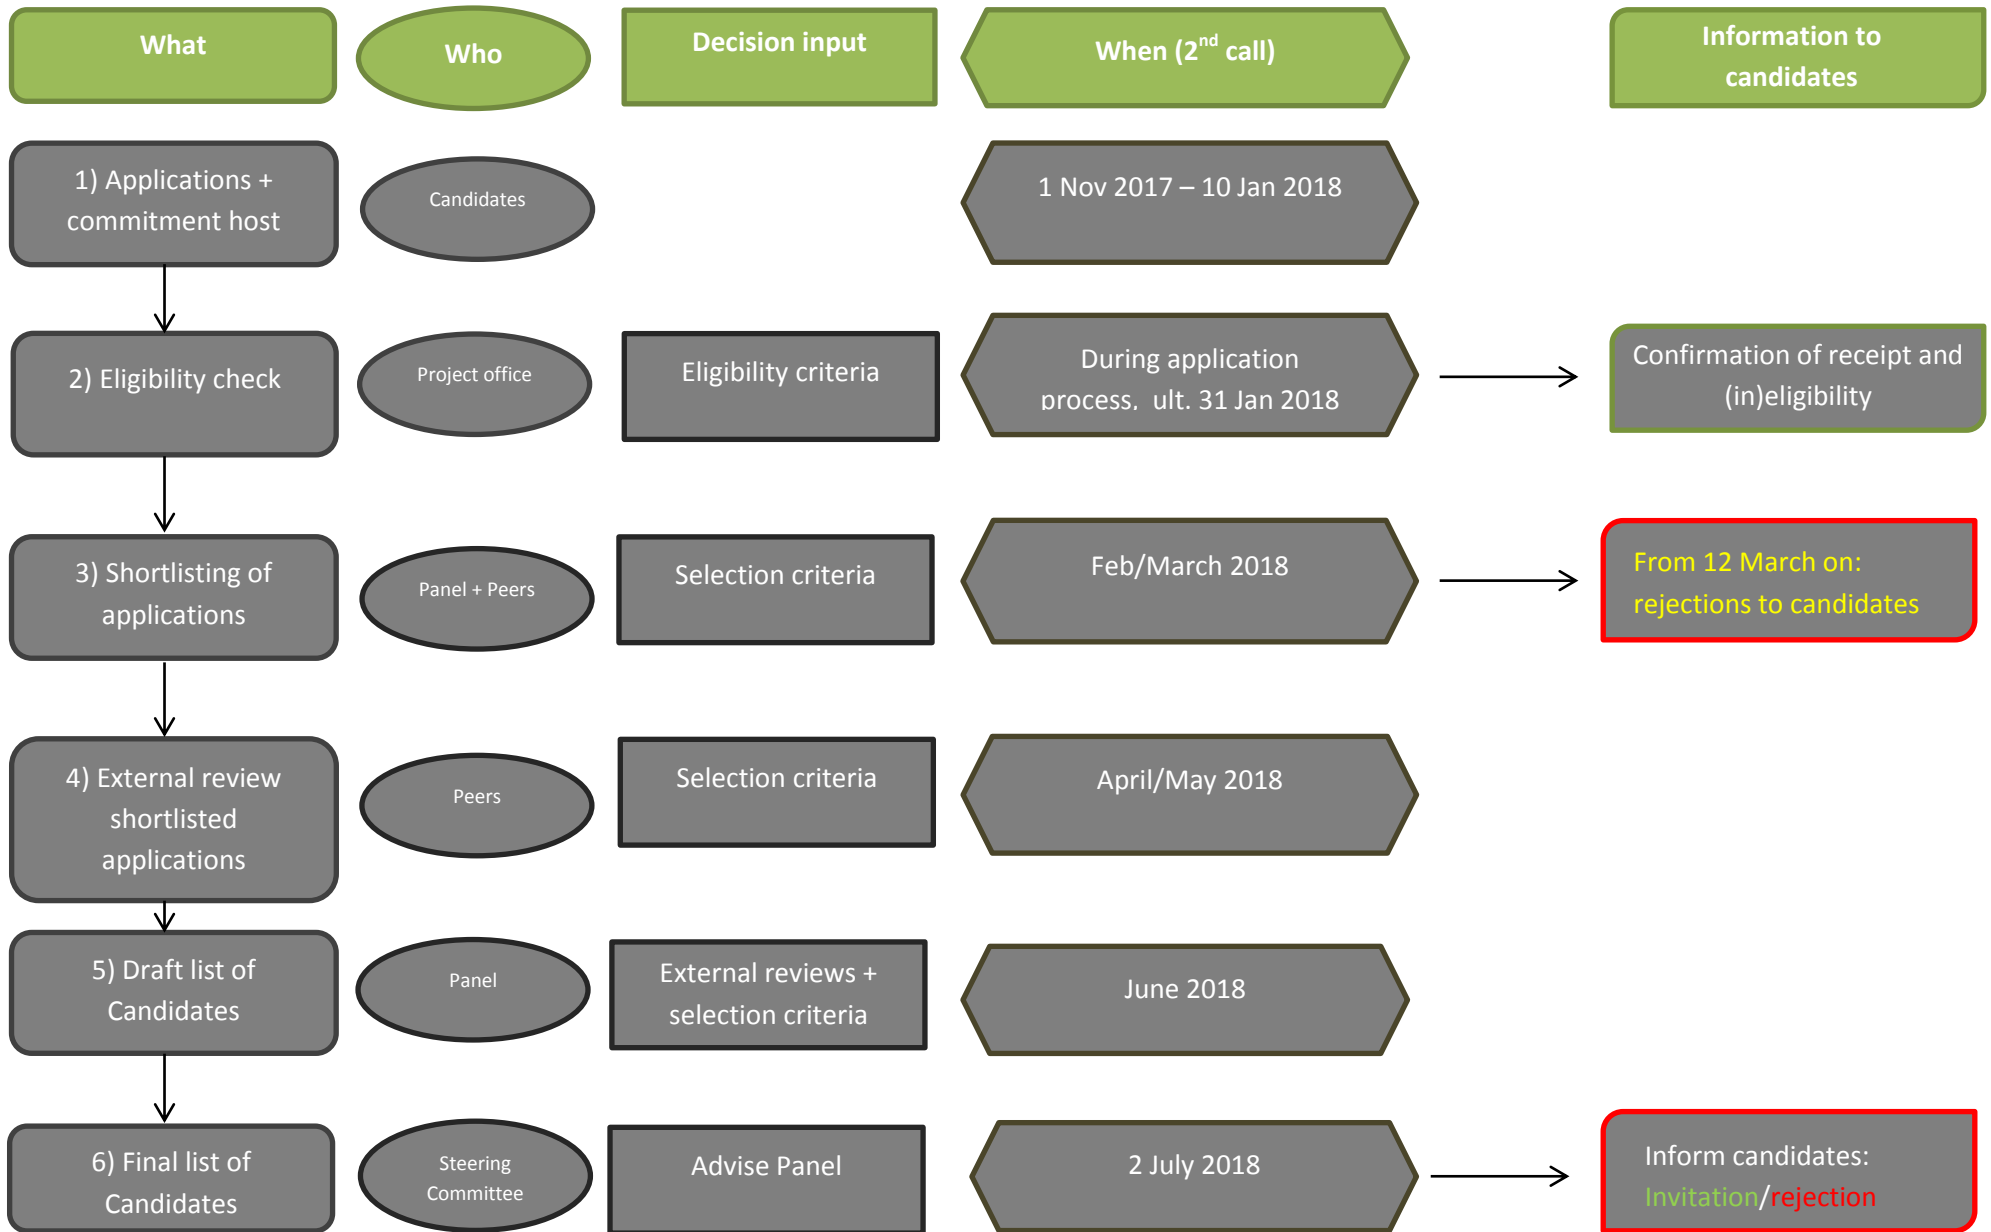 What
Who
Decision input
When (2nd call)
Information to
candidates
1) Applications +
commitment host
Candidates
1 Nov 2017 – 10 Jan 2018
2) Eligibility check
Project office
Eligibility criteria
During application
process, ult. 31 Jan 2018
Confirmation of receipt and
(in)eligibility
3) Shortlisting of
applications
Panel + Peers
Selection criteria
Feb/March 2018
From 12 March on:
rejections to candidates
4) External review
shortlisted
applications
Peers
Selection criteria
April/May 2018
5) Draft list of
Candidates
Panel
External reviews +
selection criteria
June 2018
6) Final list of
Candidates
Steering
Committee
Advise Panel
2 July 2018
Inform candidates:
Invitation/rejection